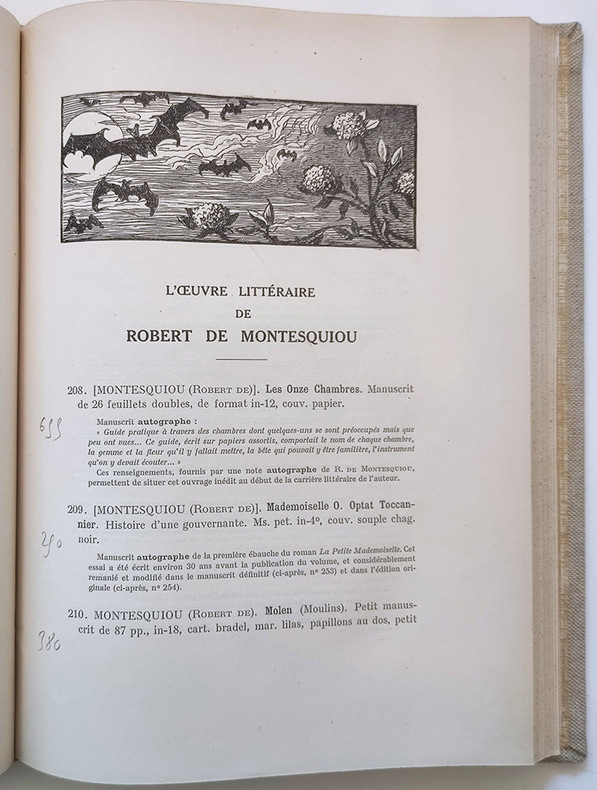 L'ŒUVRE LITTÉRAIRE
DE
ROBERT DE MONTESQUIOU
208. [MONTESQUIOU (ROBERT DE)]. Les Onze Chambres. Manuscrit
de 26 feuillets doubles, de format in-12, couv. papier.
699
Manuscrit autographe :
« Guide pratique à travers des chambres dont quelques-uns se sont préoccupés mais que
peu ont vues... Ce guide, écrit sur papiers assortis, comportait le nom de chaque chambre,
la gemme et la fleur qu'il y fallait mettre, la bête qui pouvait y être familière, l'instrument
qu'on y devait écouter... »
Ces renseignements, fournis par une note autographe de R. DE MONTESQUIOU,
permettent de situer cet ouvrage inédit au début de la carrière littéraire de l'auteur.
209. [MONTESQUIOU (ROBERT DE)]. Mademoiselle O. Optat Toccan-
nier. Histoire d'une gouvernante. Ms. pet. in-4º, couv. souple chag.
noir.
Manuscrit autographe de la première ébauche du roman La Petite Mademoiselle. Cet
essai a été écrit environ 30 ans avant la publication du volume, et considérablement
remanié et modifié dans le manuscrit définitif (ci-après, nº 253) et dans l'édition ori-
ginale (ci-après, nº 254).
210. MONTESQUIOU (ROBERT DE). Molen (Moulins). Petit manus-
crit de 87 pp., in-18, cart. bradel, mar. lilas, papillons au dos, petit
380